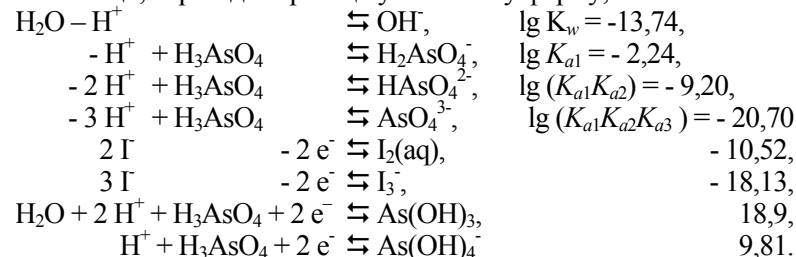 H₂O – H⁺ ⇆ OH⁻, lg K_w = -13,74,
- H⁺ + H₃AsO₄ ⇆ H₂AsO₄⁻, lg K_a1 = - 2,24,
- 2 H⁺ + H₃AsO₄ ⇆ HAsO₄²⁻, lg (K_a1K_a2) = - 9,20,
- 3 H⁺ + H₃AsO₄ ⇆ AsO₄³⁻, lg (K_a1K_a2K_a3 ) = - 20,70
2 I⁻ - 2 e⁻ ⇆ I₂(aq), - 10,52,
3 I⁻ - 2 e⁻ ⇆ I₃⁻, - 18,13,
H₂O + 2 H⁺ + H₃AsO₄ + 2 e⁻ ⇆ As(OH)₃, 18,9,
H⁺ + H₃AsO₄ + 2 e⁻ ⇆ As(OH)₄⁻ 9,81.